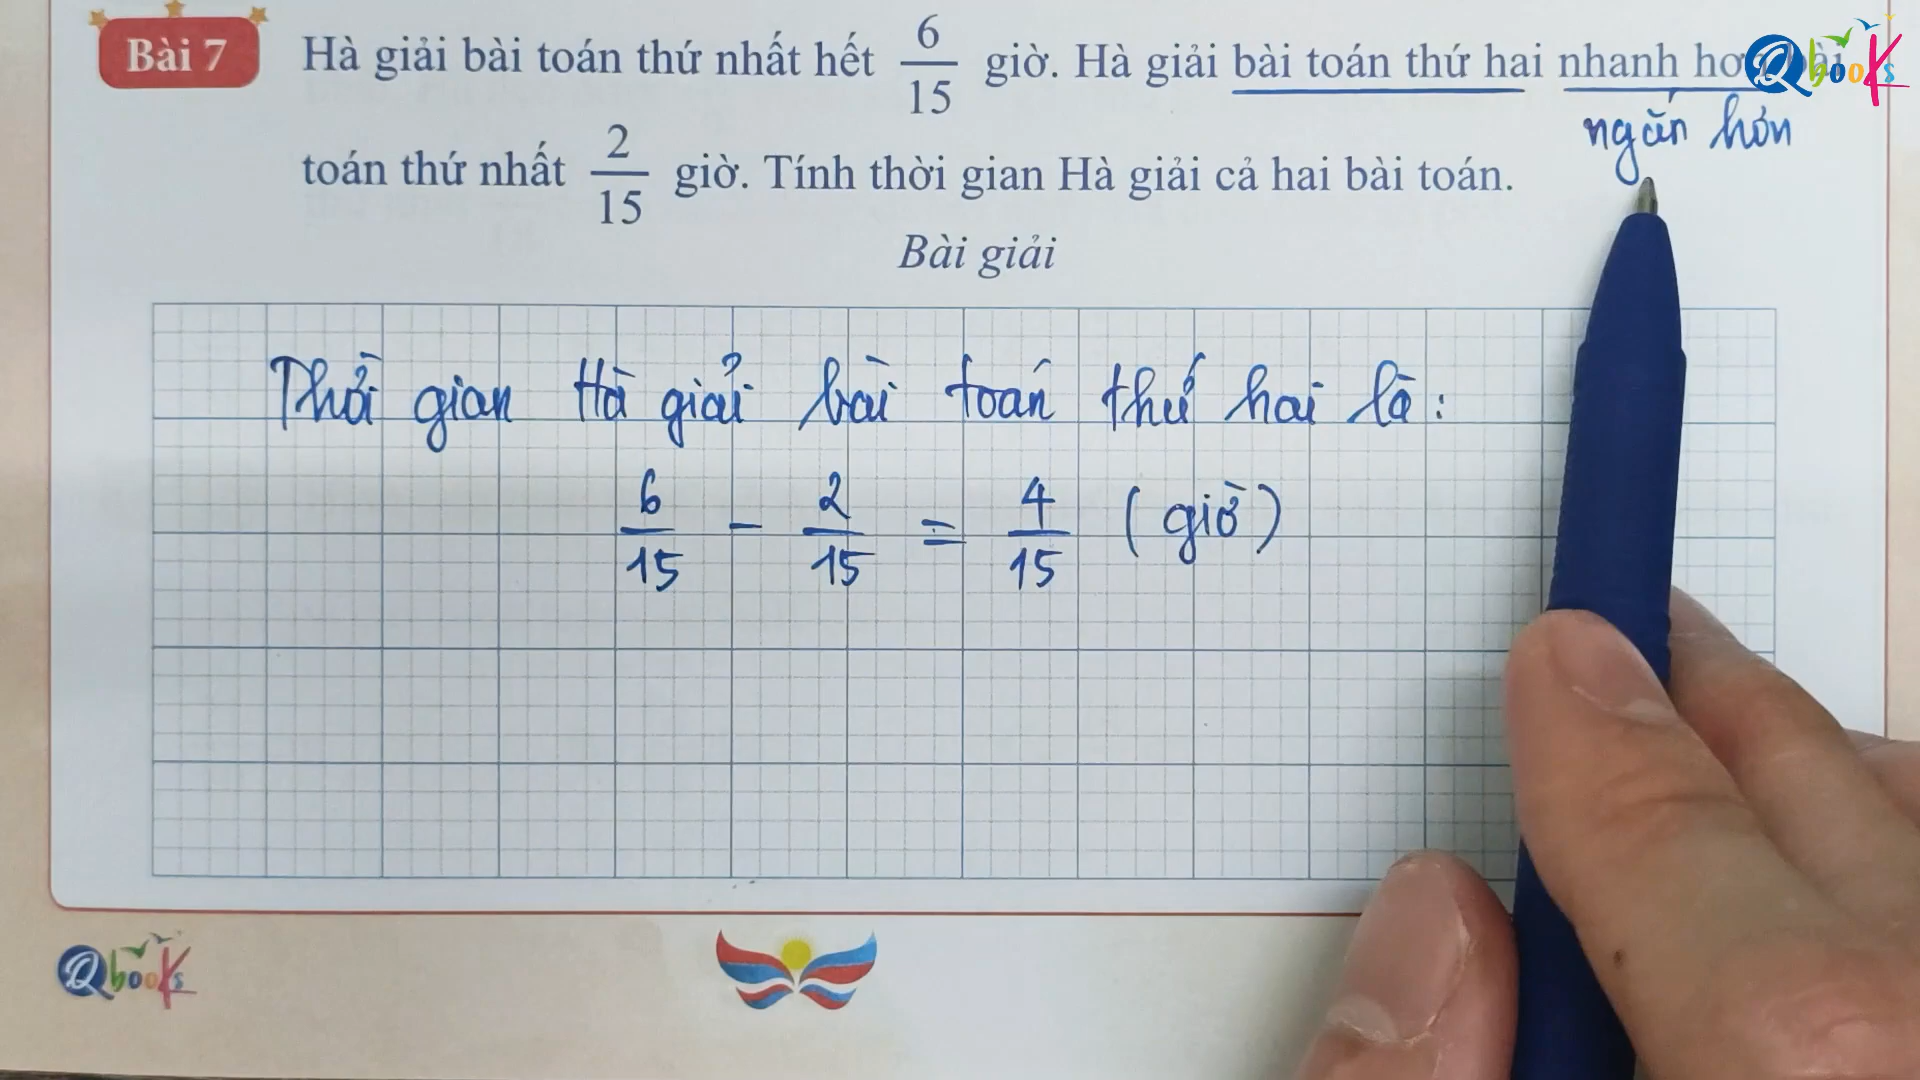 Bài 7 Hà giải bài toán thứ nhất hết 6/15 giờ. Hà giải bài toán thứ hai nhanh hơn bài
ngắn hơn
toán thứ nhất 2/15 giờ. Tính thời gian Hà giải cả hai bài toán.
Bài giải
Thời gian Hà giải bài toán thứ hai là:
6/15 - 2/15 = 4/15 (giờ)
Qbooks
Qbooks